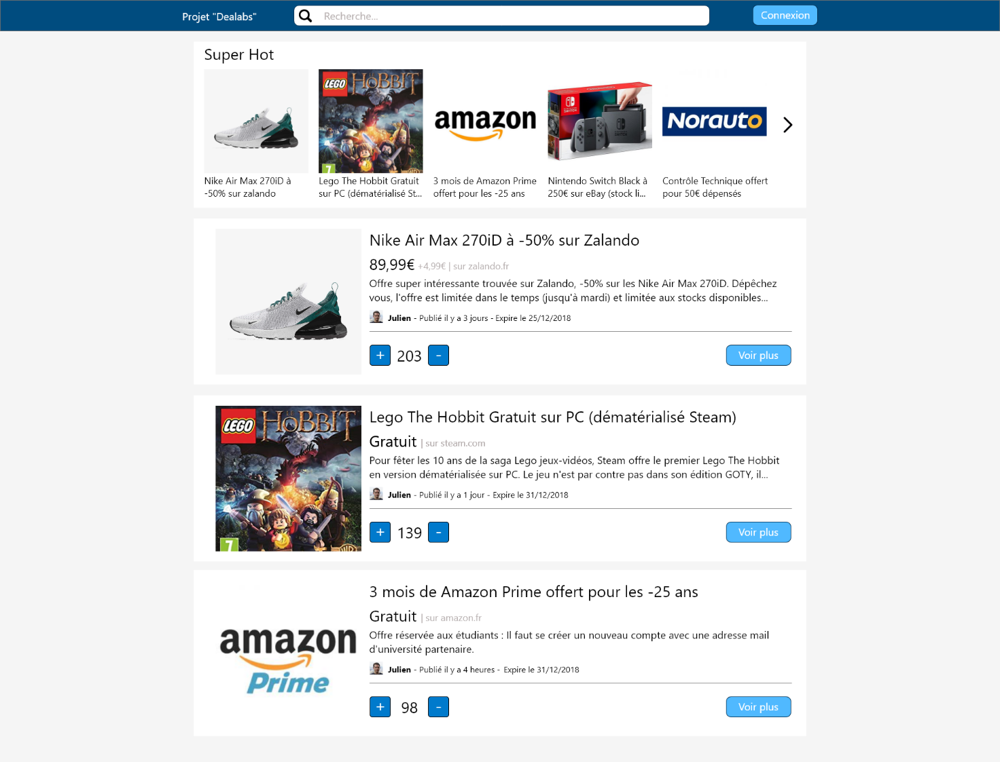 Projet "Dealabs"
Recherche...
Connexion
Super Hot
LEGO
LE
HOBBIT
7
amazon
NINTENDO
SWITCH
Norauto
Nike Air Max 270iD à
-50% sur zalando
Lego The Hobbit Gratuit
sur PC (dématérialisé St...
3 mois de Amazon Prime
offert pour les -25 ans
Nintendo Switch Black à
250€ sur eBay (stock li...
Contrôle Technique offert
pour 50€ dépensés
Nike Air Max 270iD à -50% sur Zalando
89,99€ +4,99€ | sur zalando.fr
Offre super intéressante trouvée sur Zalando, -50% sur les Nike Air Max 270iD. Dépêchez
vous, l'offre est limitée dans le temps (jusqu'à mardi) et limitée aux stocks disponibles...
Julien - Publié il y a 3 jours - Expire le 25/12/2018
+ 203 -
Voir plus
LEGO
LE
HOBBIT
7
Lego The Hobbit Gratuit sur PC (dématérialisé Steam)
Gratuit | sur steam.com
Pour fêter les 10 ans de la saga Lego jeux-vidéos, Steam offre le premier Lego The Hobbit
en version dématérialisée sur PC. Le jeu n'est par contre pas dans son édition GOTY, il...
Julien - Publié il y a 1 jour - Expire le 31/12/2018
+ 139 -
Voir plus
amazon
Prime
3 mois de Amazon Prime offert pour les -25 ans
Gratuit | sur amazon.fr
Offre réservée aux étudiants : Il faut se créer un nouveau compte avec une adresse mail
d'université partenaire.
Julien - Publié il y a 4 heures - Expire le 31/12/2018
+ 98 -
Voir plus